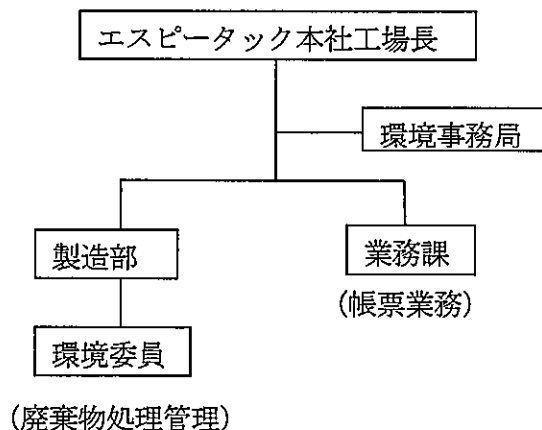 エスピータック本社工場長
環境事務局
製造部
業務課
(帳票業務)
環境委員
(廃棄物処理管理)